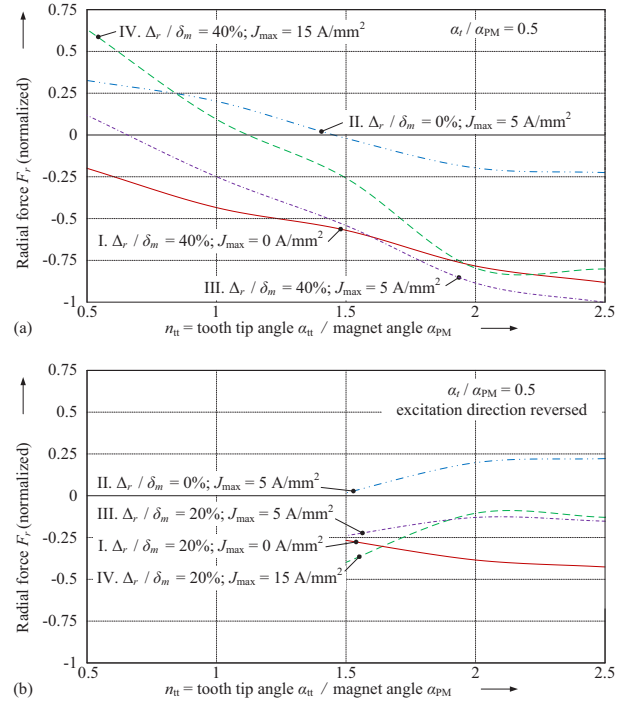 0.75
0.5
0.25
0
-0.25
-0.5
-0.75
-1
Radial force Fr (normalized)
IV. Δr / δm = 40%; Jmax = 15 A/mm²
αt / αPM = 0.5
II. Δr / δm = 0%; Jmax = 5 A/mm²
I. Δr / δm = 40%; Jmax = 0 A/mm²
III. Δr / δm = 40%; Jmax = 5 A/mm²
0.5 1 1.5 2 2.5
(a) ntt = tooth tip angle αtt / magnet angle αPM
0.75
0.5
0.25
0
-0.25
-0.5
-0.75
-1
Radial force Fr (normalized)
αt / αPM = 0.5
excitation direction reversed
II. Δr / δm = 0%; Jmax = 5 A/mm²
III. Δr / δm = 20%; Jmax = 5 A/mm²
I. Δr / δm = 20%; Jmax = 0 A/mm²
IV. Δr / δm = 20%; Jmax = 15 A/mm²
0.5 1 1.5 2 2.5
(b) ntt = tooth tip angle αtt / magnet angle αPM